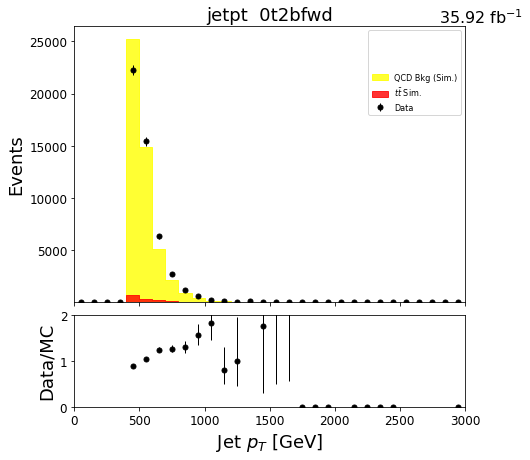 jetpt 0t2bfwd
35.92 fb⁻¹
25000
20000
15000
10000
5000
Events
QCD Bkg (Sim.)
tt̄ Sim.
Data
2
1
0
Data/MC
0 500 1000 1500 2000 2500 3000
Jet p_T [GeV]